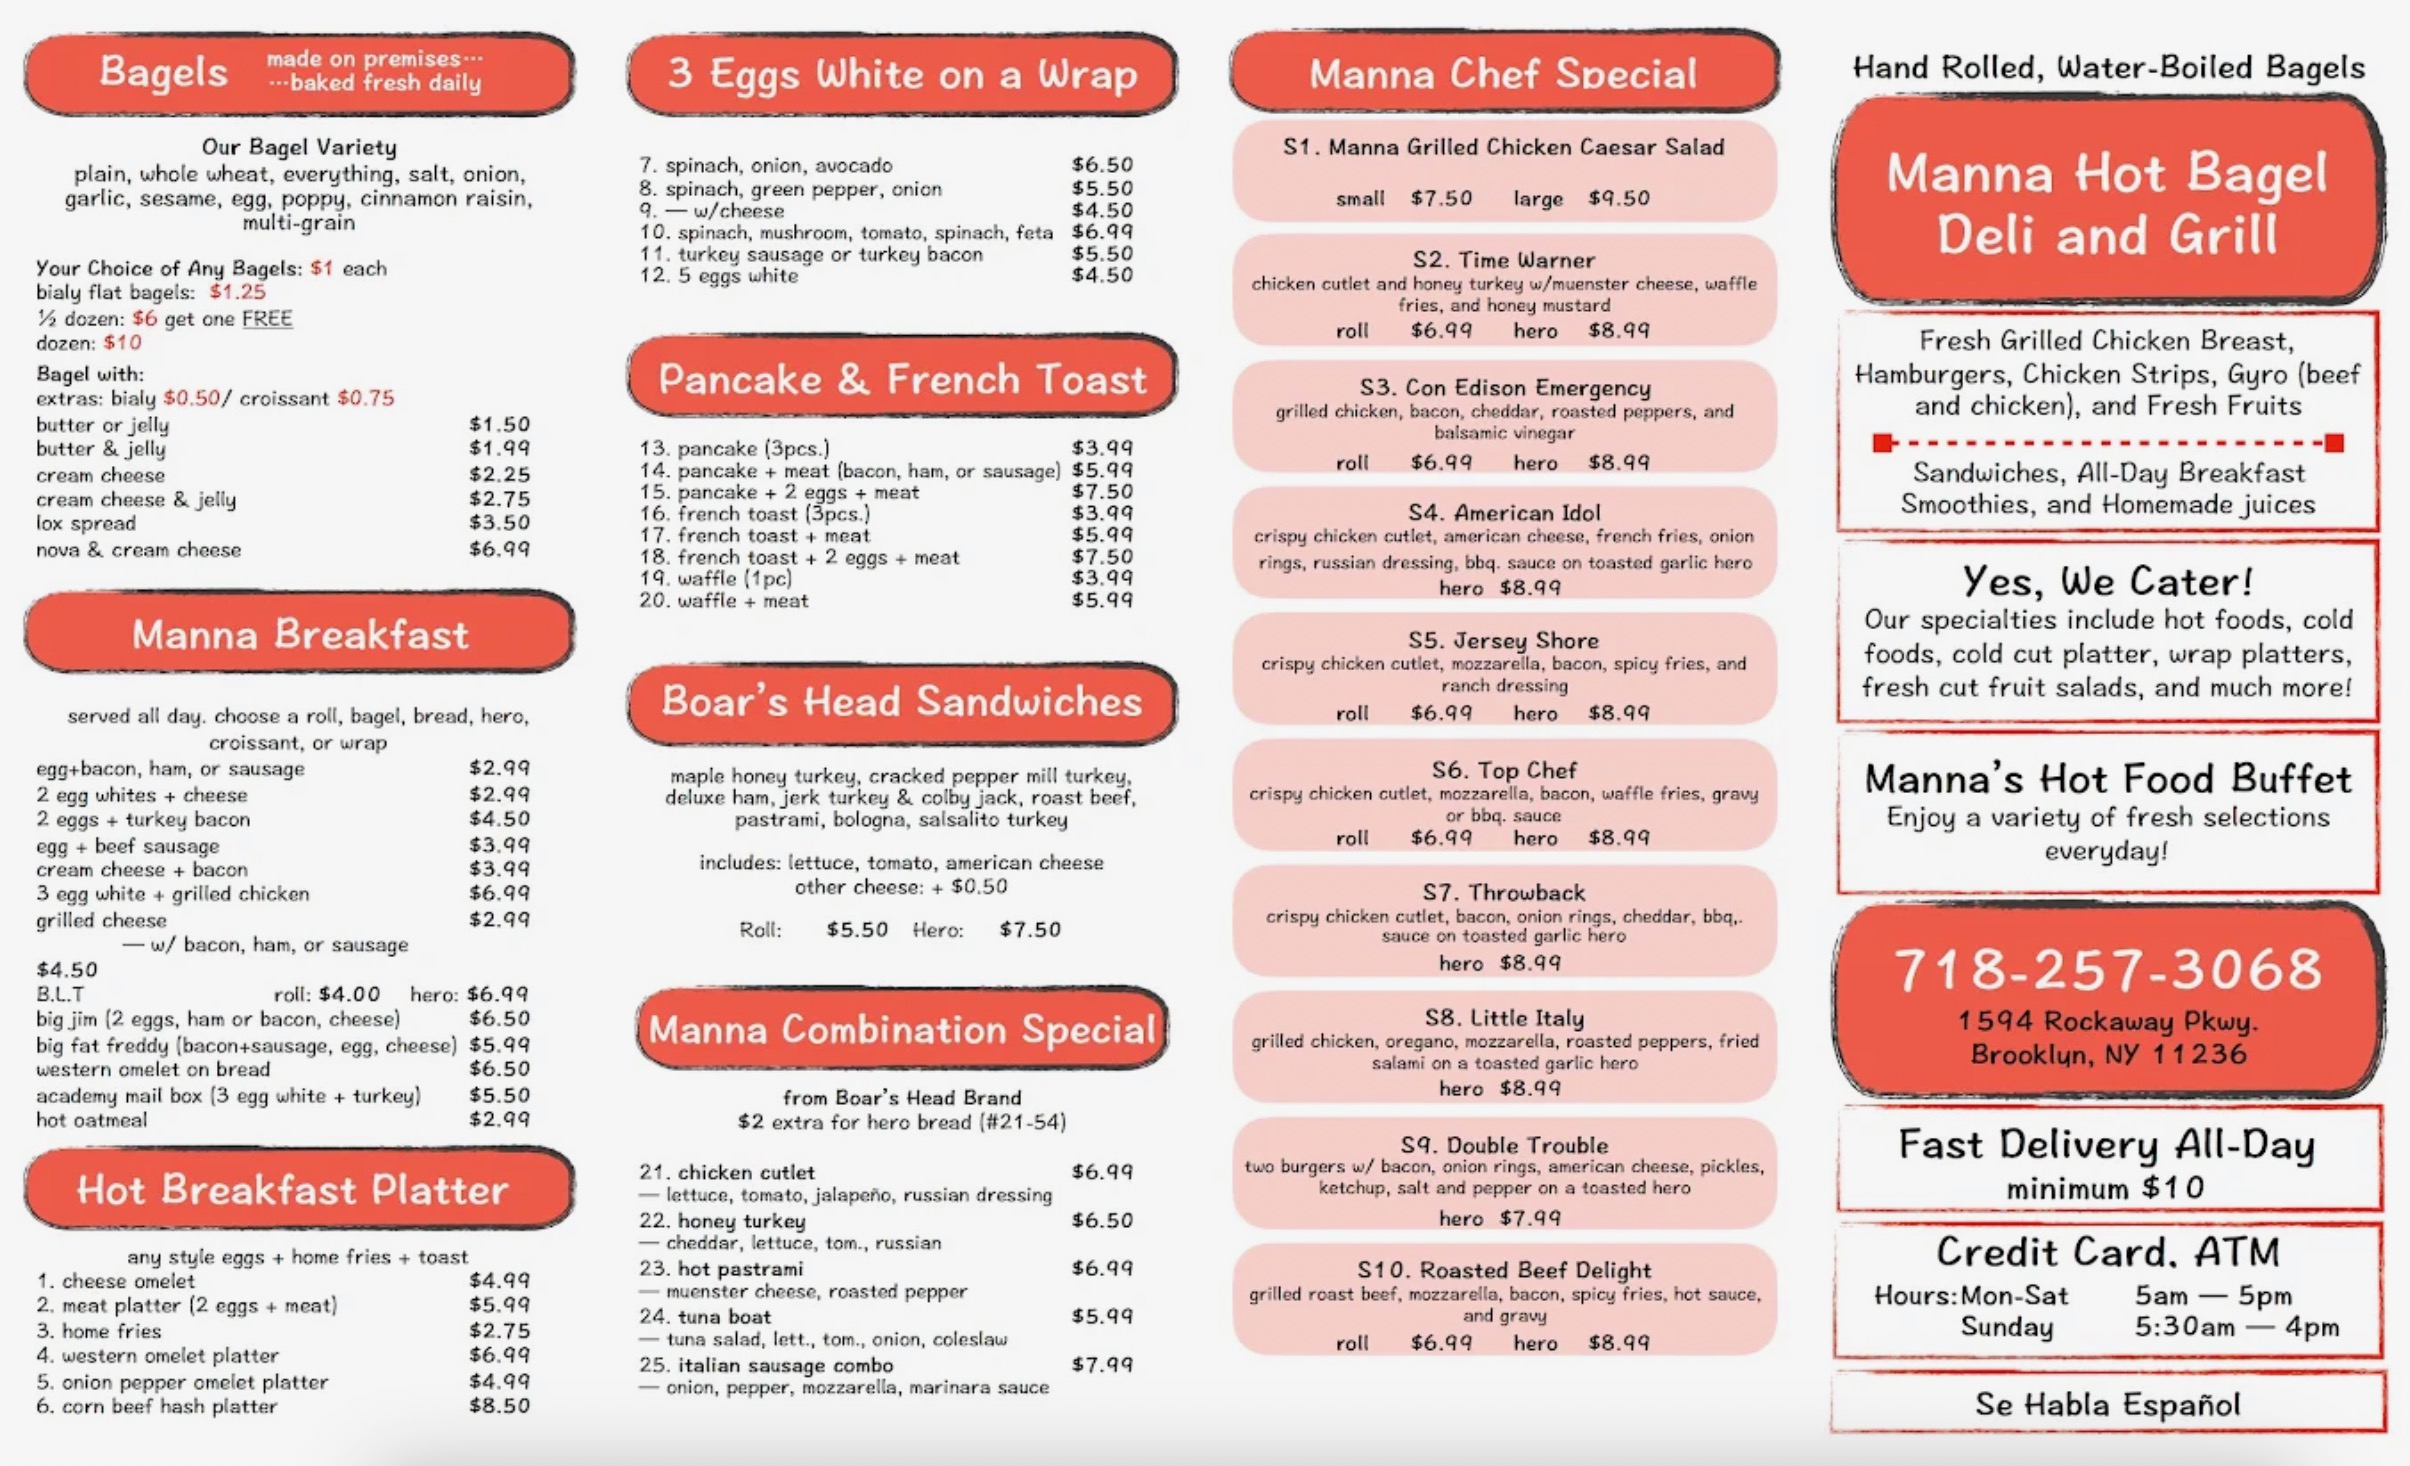 Bagels
made on premises...
...baked fresh daily
Our Bagel Variety
plain, whole wheat, everything, salt, onion,
garlic, sesame, egg, poppy, cinnamon raisin,
multi-grain
Your Choice of Any Bagels: $1 each
bialy flat bagels: $1.25
½ dozen: $6 get one FREE
dozen: $10
Bagel with:
extras: bialy $0.50/ croissant $0.75
butter or jelly $1.50
butter & jelly $1.99
cream cheese $2.25
cream cheese & jelly $2.75
lox spread $3.50
nova & cream cheese $6.99
Manna Breakfast
served all day. choose a roll, bagel, bread, hero,
croissant, or wrap
egg+bacon, ham, or sausage $2.99
2 egg whites + cheese $2.99
2 eggs + turkey bacon $4.50
egg + beef sausage $3.99
cream cheese + bacon $3.99
3 egg white + grilled chicken $6.99
grilled cheese $2.99
— w/ bacon, ham, or sausage
$4.50
B.L.T roll: $4.00 hero: $6.99
big jim (2 eggs, ham or bacon, cheese) $6.50
big fat freddy (bacon+sausage, egg, cheese) $5.99
western omelet on bread $6.50
academy mail box (3 egg white + turkey) $5.50
hot oatmeal $2.99
Hot Breakfast Platter
any style eggs + home fries + toast
1. cheese omelet $4.99
2. meat platter (2 eggs + meat) $5.99
3. home fries $2.75
4. western omelet platter $6.99
5. onion pepper omelet platter $4.99
6. corn beef hash platter $8.50
3 Eggs White on a Wrap
7. spinach, onion, avocado $6.50
8. spinach, green pepper, onion $5.50
9. — w/cheese $4.50
10. spinach, mushroom, tomato, spinach, feta $6.99
11. turkey sausage or turkey bacon $5.50
12. 5 eggs white $4.50
Pancake & French Toast
13. pancake (3pcs.) $3.99
14. pancake + meat (bacon, ham, or sausage) $5.99
15. pancake + 2 eggs + meat $7.50
16. french toast (3pcs.) $3.99
17. french toast + meat $5.99
18. french toast + 2 eggs + meat $7.50
19. waffle (1pc) $3.99
20. waffle + meat $5.99
Boar's Head Sandwiches
maple honey turkey, cracked pepper mill turkey,
deluxe ham, jerk turkey & colby jack, roast beef,
pastrami, bologna, salsalito turkey
includes: lettuce, tomato, american cheese
other cheese: + $0.50
Roll: $5.50 Hero: $7.50
Manna Combination Special
from Boar's Head Brand
$2 extra for hero bread (#21-54)
21. chicken cutlet $6.99
— lettuce, tomato, jalapeño, russian dressing
22. honey turkey $6.50
— cheddar, lettuce, tom., russian
23. hot pastrami $6.99
— muenster cheese, roasted pepper
24. tuna boat $5.99
— tuna salad, lett., tom., onion, coleslaw
25. italian sausage combo $7.99
— onion, pepper, mozzarella, marinara sauce
Manna Chef Special
S1. Manna Grilled Chicken Caesar Salad
small $7.50 large $9.50
S2. Time Warner
chicken cutlet and honey turkey w/muenster cheese, waffle
fries, and honey mustard
roll $6.99 hero $8.99
S3. Con Edison Emergency
grilled chicken, bacon, cheddar, roasted peppers, and
balsamic vinegar
roll $6.99 hero $8.99
S4. American Idol
crispy chicken cutlet, american cheese, french fries, onion
rings, russian dressing, bbq. sauce on toasted garlic hero
hero $8.99
S5. Jersey Shore
crispy chicken cutlet, mozzarella, bacon, spicy fries, and
ranch dressing
roll $6.99 hero $8.99
S6. Top Chef
crispy chicken cutlet, mozzarella, bacon, waffle fries, gravy
or bbq. sauce
roll $6.99 hero $8.99
S7. Throwback
crispy chicken cutlet, bacon, onion rings, cheddar, bbq,.
sauce on toasted garlic hero
hero $8.99
S8. Little Italy
grilled chicken, oregano, mozzarella, roasted peppers, fried
salami on a toasted garlic hero
hero $8.99
S9. Double Trouble
two burgers w/ bacon, onion rings, american cheese, pickles,
ketchup, salt and pepper on a toasted hero
hero $7.99
S10. Roasted Beef Delight
grilled roast beef, mozzarella, bacon, spicy fries, hot sauce,
and gravy
roll $6.99 hero $8.99
Hand Rolled, Water-Boiled Bagels
Manna Hot Bagel
Deli and Grill
Fresh Grilled Chicken Breast,
Hamburgers, Chicken Strips, Gyro (beef
and chicken), and Fresh Fruits
Sandwiches, All-Day Breakfast
Smoothies, and Homemade juices
Yes, We Cater!
Our specialties include hot foods, cold
foods, cold cut platter, wrap platters,
fresh cut fruit salads, and much more!
Manna's Hot Food Buffet
Enjoy a variety of fresh selections
everyday!
718-257-3068
1594 Rockaway Pkwy.
Brooklyn, NY 11236
Fast Delivery All-Day
minimum $10
Credit Card. ATM
Hours:Mon-Sat 5am — 5pm
Sunday 5:30am — 4pm
Se Habla Español